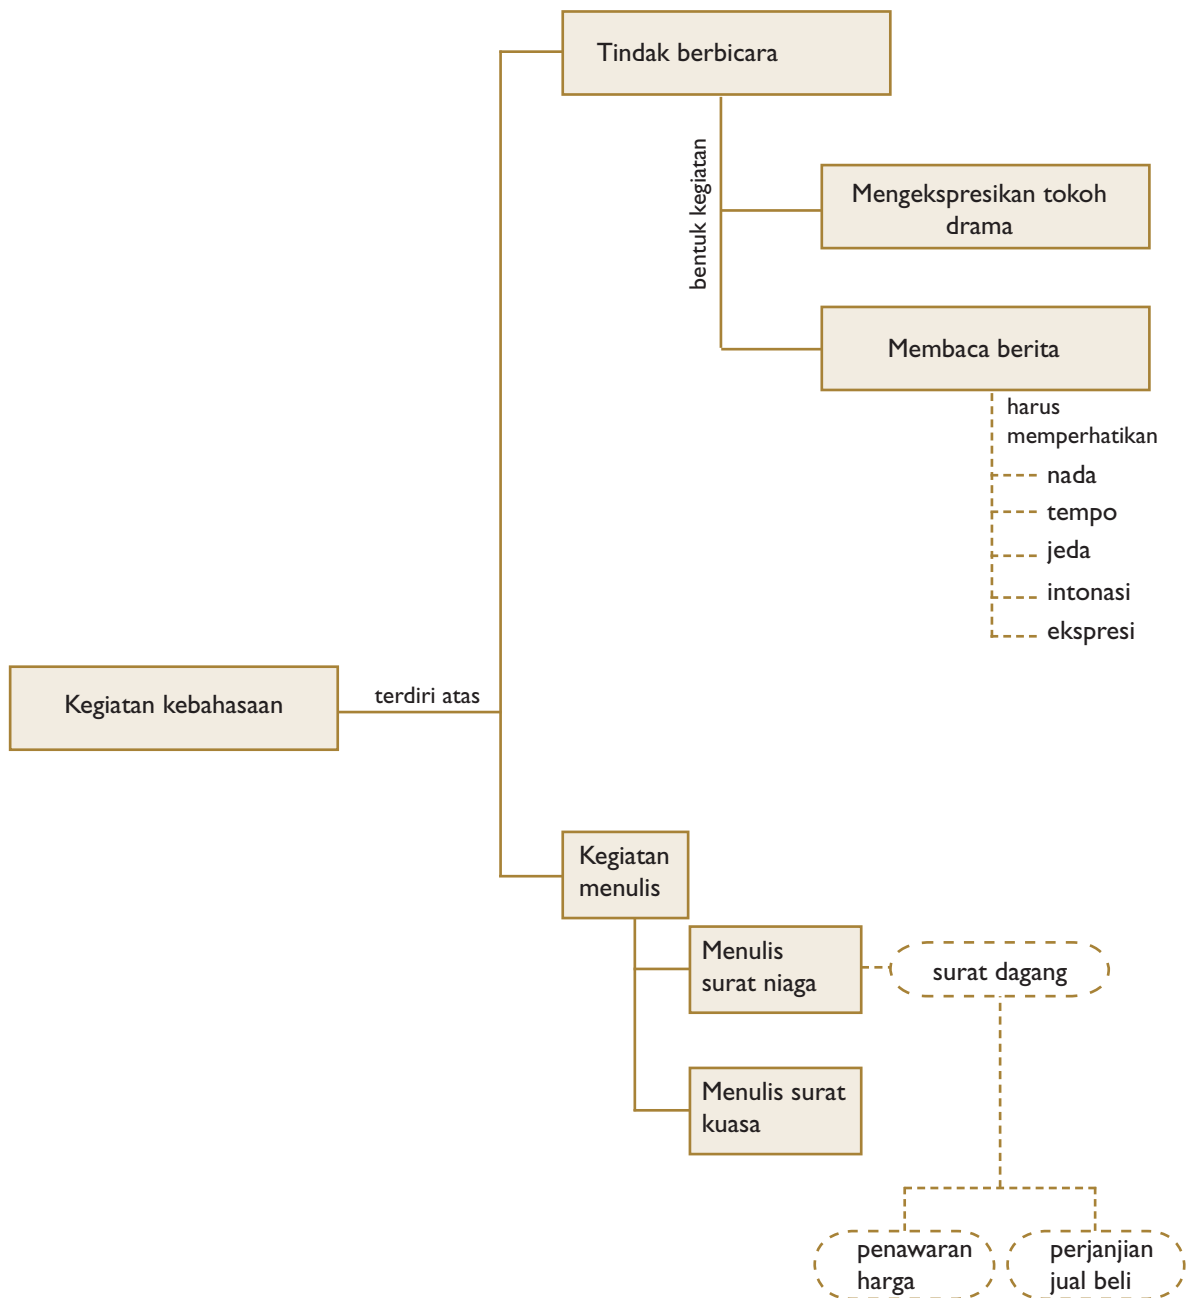 Tindak berbicara
bentuk kegiatan
Mengekspresikan tokoh
drama
Membaca berita
harus
memperhatikan
nada
tempo
jeda
intonasi
ekspresi
Kegiatan kebahasaan
terdiri atas
Kegiatan
menulis
Menulis
surat niaga
surat dagang
Menulis surat
kuasa
penawaran
harga
perjanjian
jual beli